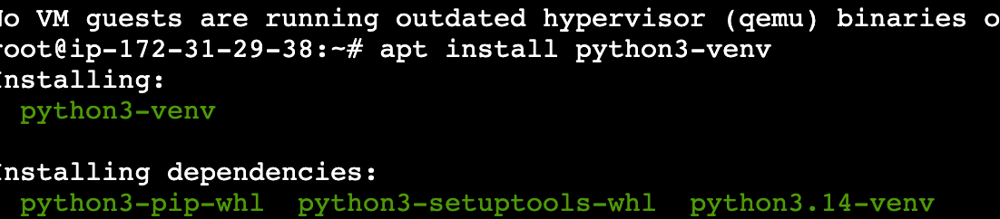 No VM guests are running outdated hypervisor (qemu) binaries o
root@ip-172-31-29-38:~# apt install python3-venv
Installing:
python3-venv
Installing dependencies:
python3-pip-whl  python3-setuptools-whl  python3.14-venv